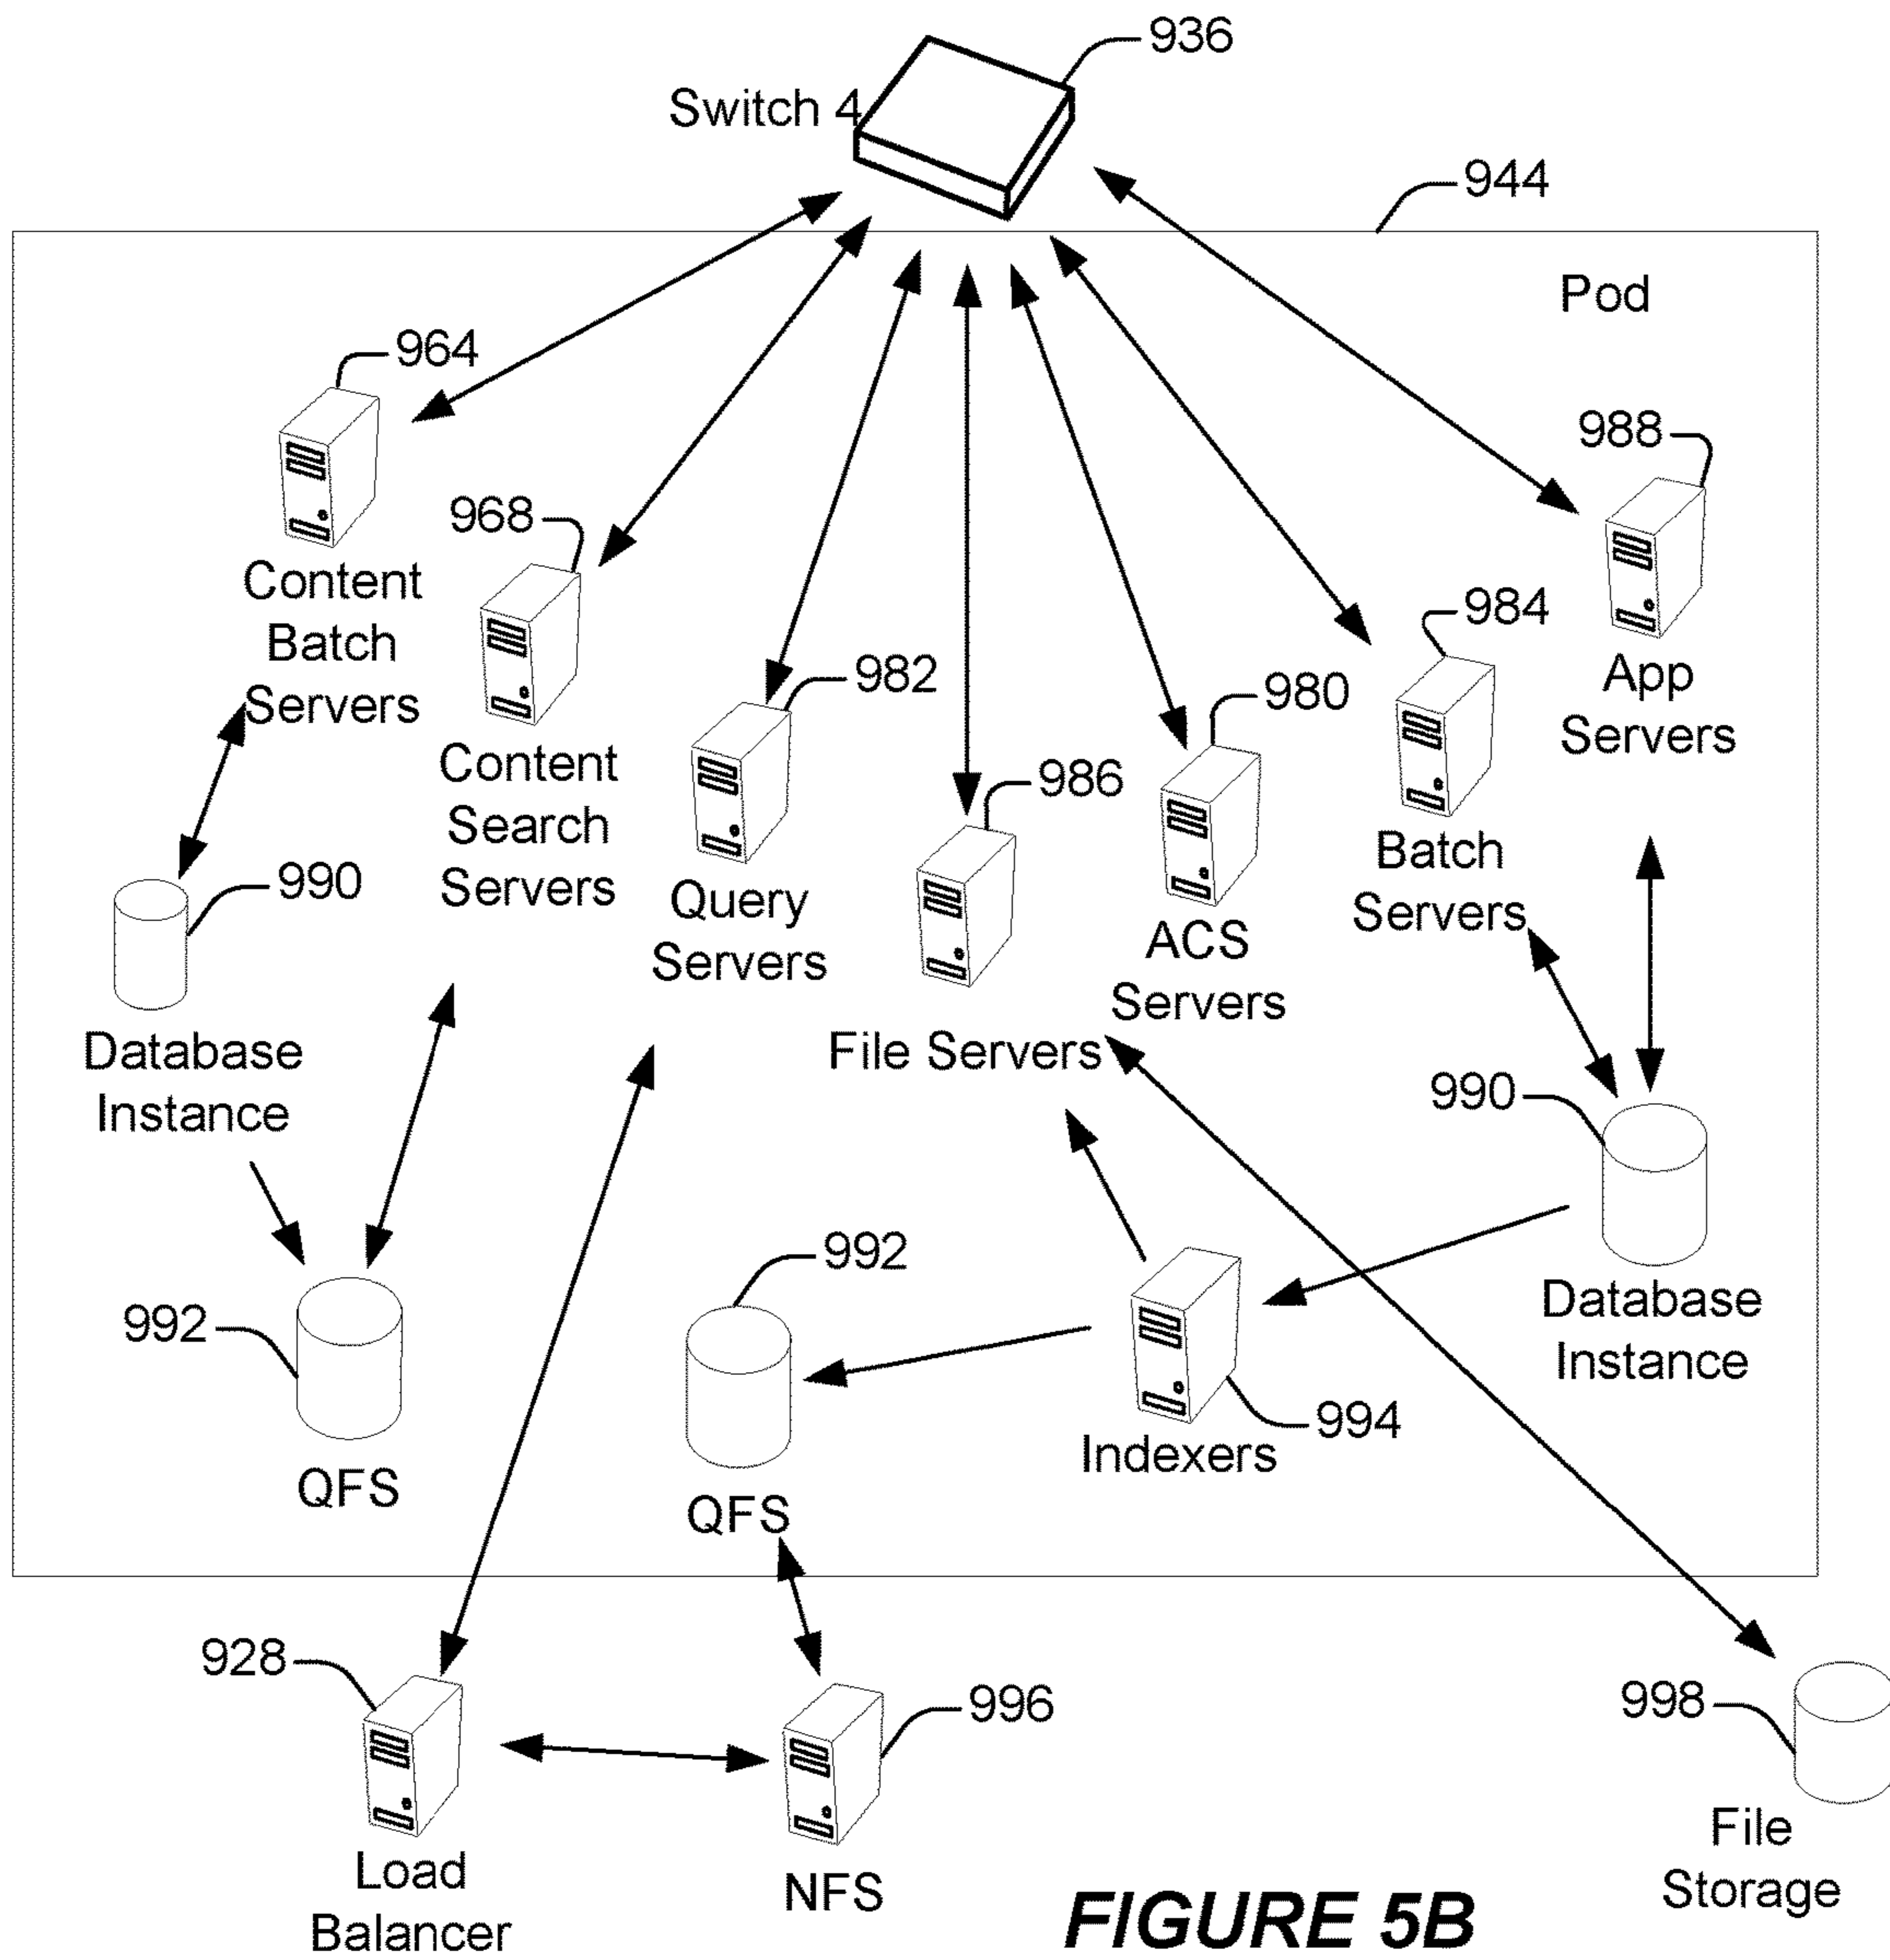 936
Switch 4
944
Pod
964
988
968
Content
Batch
Servers
984
982
980
App
Servers
Content
Search
Servers
986
Batch
Servers
990
Query
Servers
ACS
Servers
Database
Instance
File Servers
990
992
992
Database
Instance
994
Indexers
QFS
QFS
928
996
998
Load
Balancer
NFS
File
Storage
FIGURE 5B